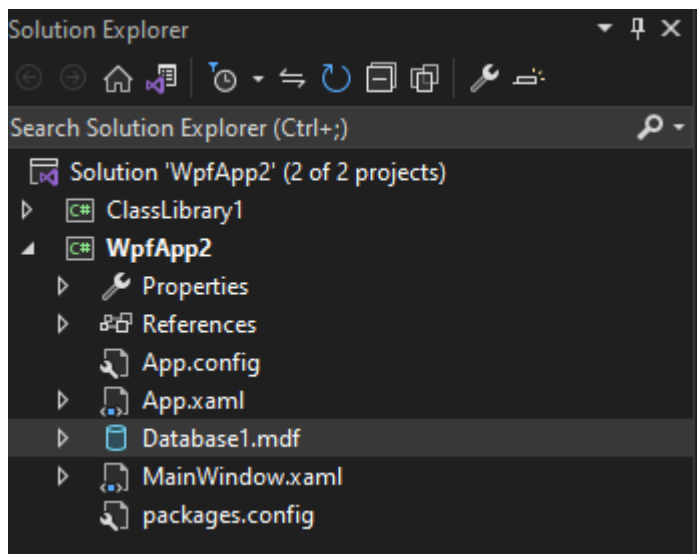 Solution Explorer
Search Solution Explorer (Ctrl+;)
Solution 'WpfApp2' (2 of 2 projects)
C# ClassLibrary1
C# WpfApp2
Properties
References
App.config
App.xaml
Database1.mdf
MainWindow.xaml
packages.config